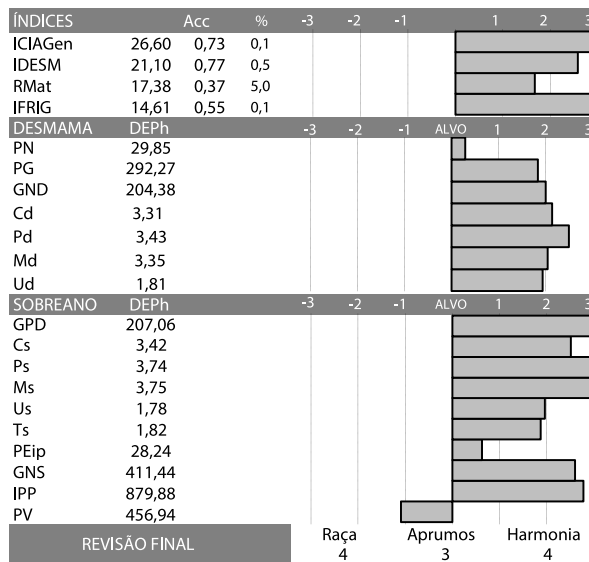 ÍNDICES Acc % -3 -2 -1 1 2 3
ICIAGen 26,60 0,73 0,1
IDESM 21,10 0,77 0,5
RMat 17,38 0,37 5,0
IFRIG 14,61 0,55 0,1
DESMAMA DEPh -3 -2 -1 ALVO 1 2 3
PN 29,85
PG 292,27
GND 204,38
Cd 3,31
Pd 3,43
Md 3,35
Ud 1,81
SOBREANO DEPh -3 -2 -1 ALVO 1 2 3
GPD 207,06
Cs 3,42
Ps 3,74
Ms 3,75
Us 1,78
Ts 1,82
PEip 28,24
GNS 411,44
IPP 879,88
PV 456,94
REVISÃO FINAL Raça Aprumos Harmonia
4 3 4